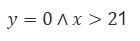 y = 0 ∧ x > 21